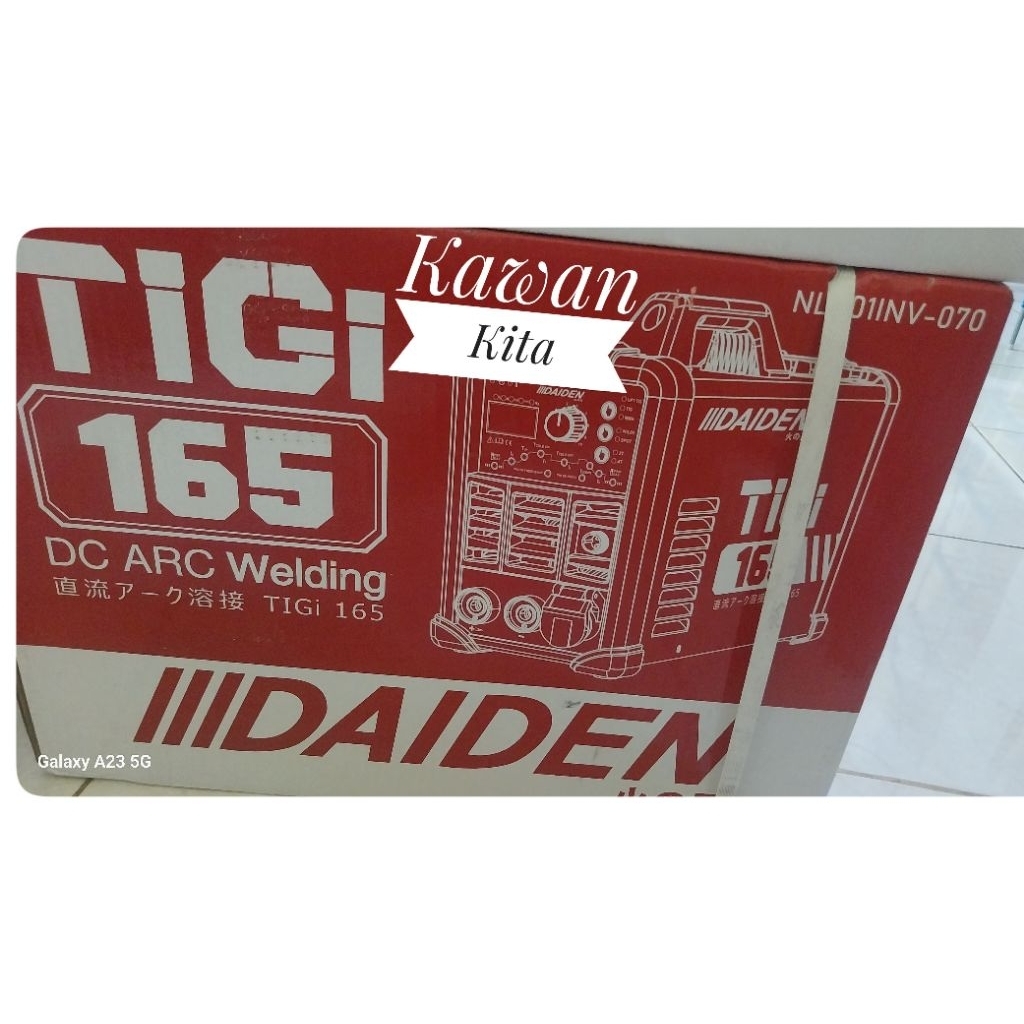 TiGi
165
DC ARC Welding
直流アーク溶接 TIGi 165
Kawan
Kita
01INV-070
DAIDEN
DAIDEN
TiGi
165
DAIDEN
Galaxy A23 5G